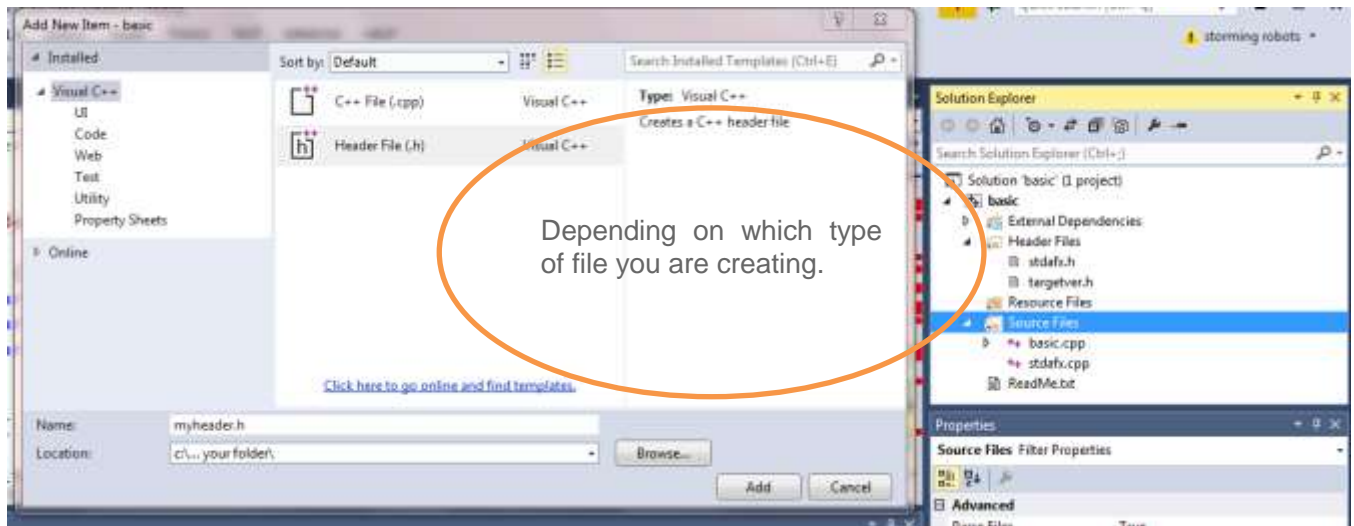 Add New Item - basic
Installed
Visual C++
UI
Code
Web
Test
Utility
Property Sheets
Online
Sort by: Default
Search Installed Templates (Ctrl+E)
C++ File (.cpp) Visual C++
Header File (.h) Visual C++
Type: Visual C++
Creates a C++ header file
Depending on which type
of file you are creating.
Click here to go online and find templates.
Name: myheader.h
Location: c:\... your folder\
Browse...
Add Cancel
storming robots
Solution Explorer
Search Solution Explorer (Ctrl+;)
Solution 'basic' (1 project)
basic
External Dependencies
Header Files
stdafx.h
targetver.h
Resource Files
Source Files
basic.cpp
stdafx.cpp
ReadMe.txt
Properties
Source Files Filter Properties
Advanced